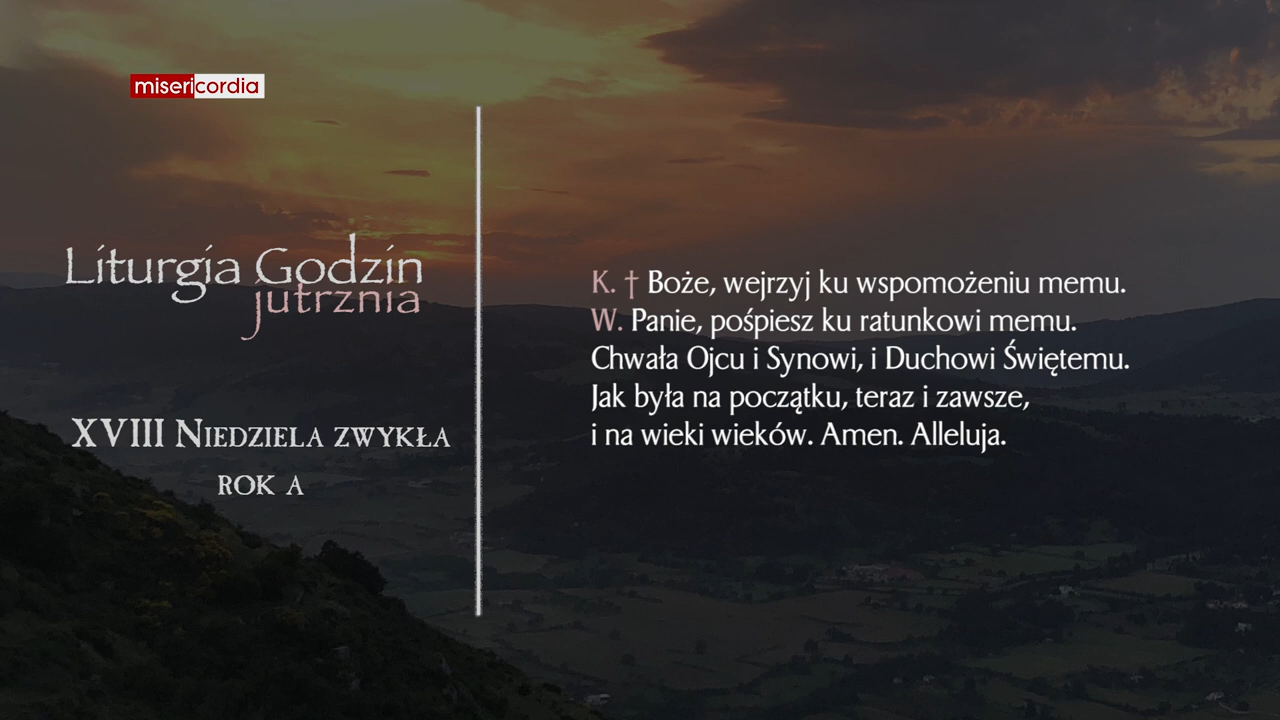 misericordia
Liturgia Godzin
jutrznia
XVIII Niedziela zwykła
rok A
K. † Boże, wejrzyj ku wspomożeniu memu.
W. Panie, pośpiesz ku ratunkowi memu.
Chwała Ojcu i Synowi, i Duchowi Świętemu.
Jak była na początku, teraz i zawsze,
i na wieki wieków. Amen. Alleluja.